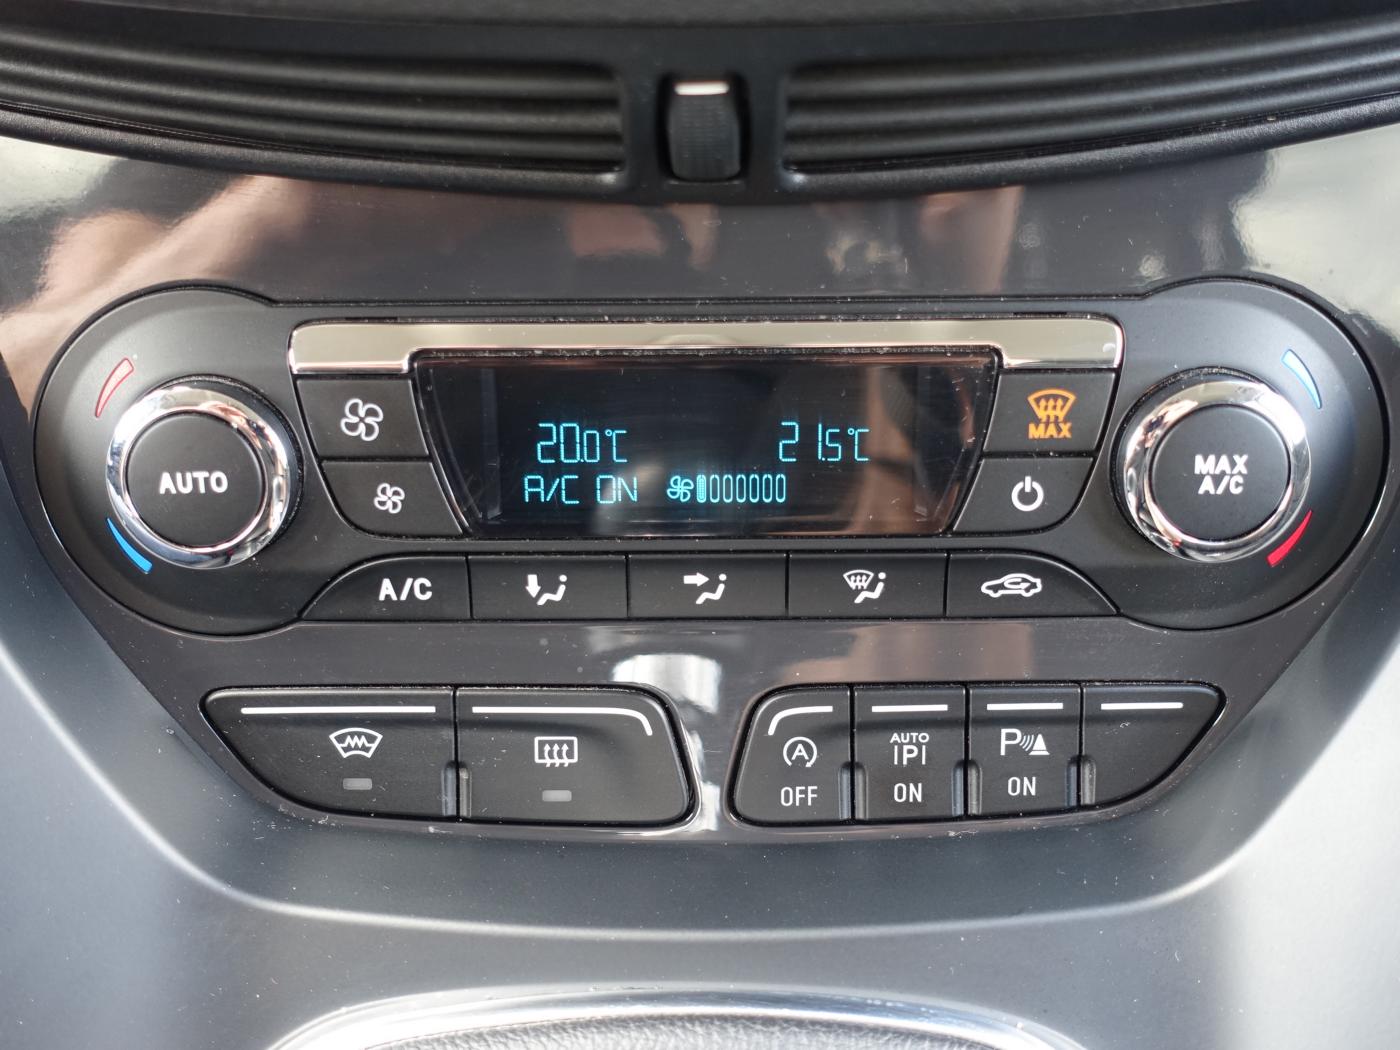 AUTO
20.0°C 21.5°C
A/C ON
MAX
MAX
A/C
A/C
A
OFF
AUTO
P
ON
P
ON